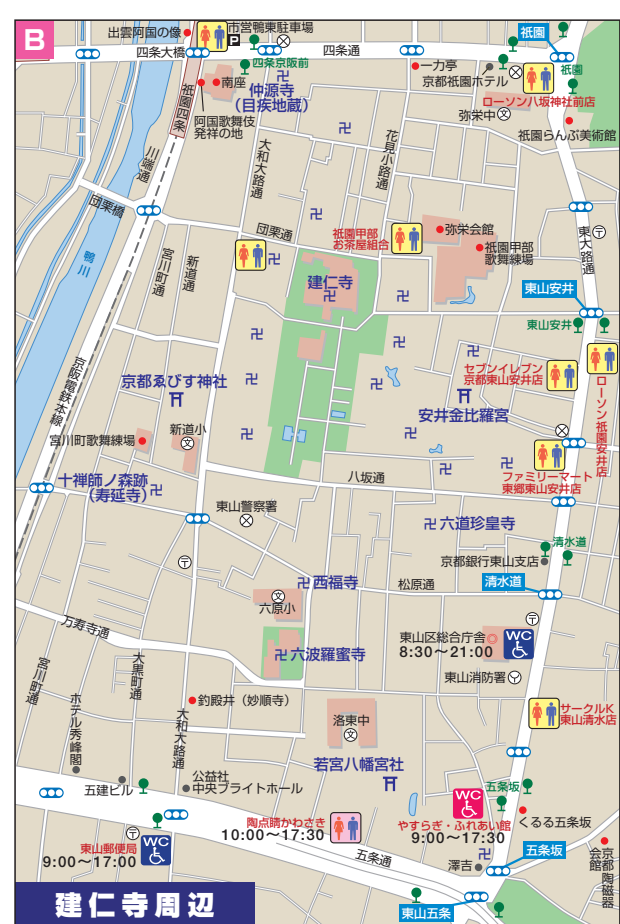 B
出雲阿国の像
市営鴨東駐車場
P
四条大橋
四条通
祇園
四条京阪前
一力亭
京都祇園ホテル
祇園
南座
仲源寺
（目疾地蔵）
ローソン八坂神社前店
弥栄中
文
阿国歌舞伎
発祥の地
祇園らんぶ美術館
祇園四条
川端通
大和大路通
花見小路通
団栗橋
団栗通
祇園甲部
お茶屋組合
弥栄会館
祇園甲部
歌舞練場
東大路通
鴨川
宮川町通
新道通
建仁寺
東山安井
東山安井
京阪電鉄本線
京都ゑびす神社
セブンイレブン
京都東山安井店
ローソン祇園安井店
安井金比羅宮
新道小
文
宮川町歌舞練場
十禅師ノ森跡
（寿延寺）
八坂通
ファミリーマート
東郷東山安井店
東山警察署
六道珍皇寺
清水道
京都銀行東山支店
西福寺
松原通
清水道
文
六原小
万寿寺通
六波羅蜜寺
東山区総合庁舎
8:30〜21:00
WC
東山消防署
宮川町通
大黒町通
ホテル秀峰閣
大和大路通
釣殿井（妙順寺）
洛東中
文
サークルK
東山清水店
若宮八幡宮社
五建ビル
公益社
中央ブライトホール
五条坂
WC
くるる五条坂
陶点睛かわさき
10:00〜17:30
やすらぎ・ふれあい館
9:00〜17:30
東山郵便局
9:00〜17:00
WC
五条通
澤吉
五条坂
京都陶磁器
会館
東山五条
建仁寺周辺